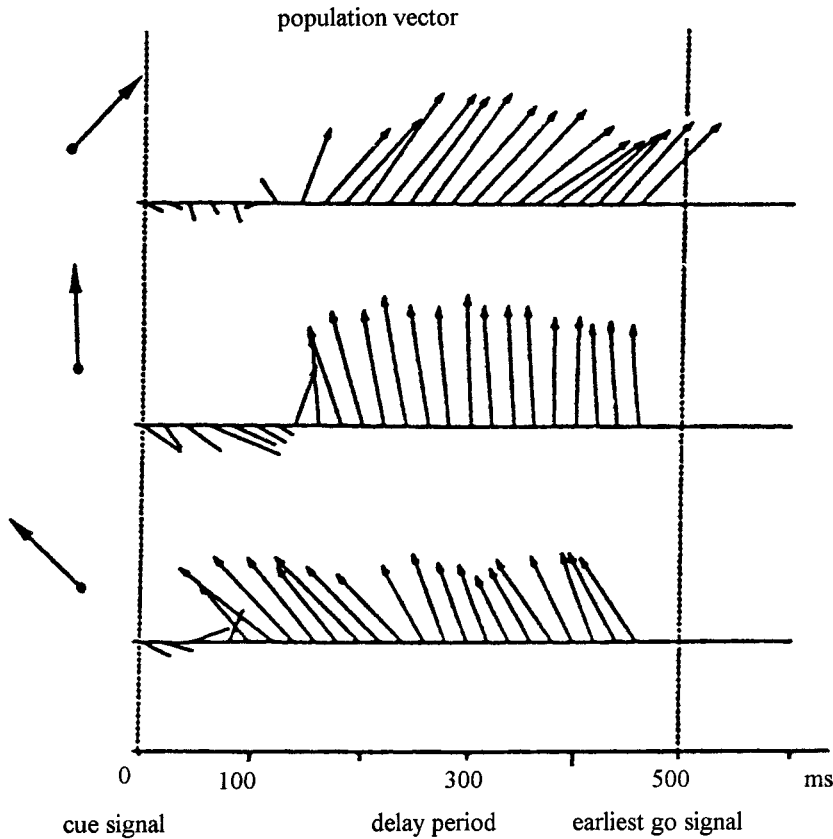 population vector
0 100 300 500 ms
cue signal delay period earliest go signal